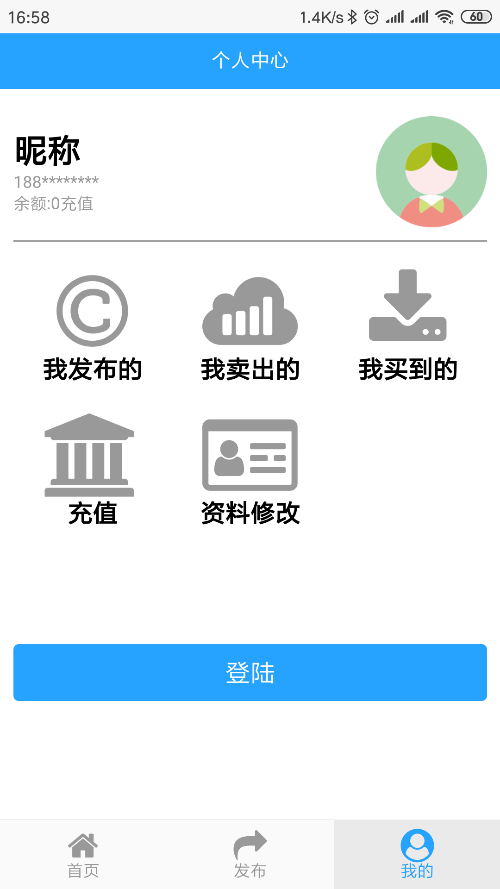 16:58 1.4K/s 60
个人中心
昵称
188********
余额:0充值
我发布的 我卖出的 我买到的
充值 资料修改
登陆
首页 发布 我的